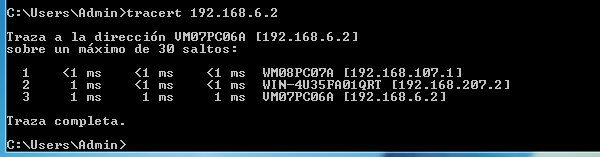 C:\Users\Admin>tracert 192.168.6.2
Traza a la dirección VM07PC06A [192.168.6.2]
sobre un máximo de 30 saltos:
1 <1 ms <1 ms <1 ms WM08PC07A [192.168.107.1]
2 1 ms <1 ms <1 ms WIN-4U35FA01QRT [192.168.207.2]
3 1 ms 1 ms 1 ms VM07PC06A [192.168.6.2]
Traza completa.
C:\Users\Admin>